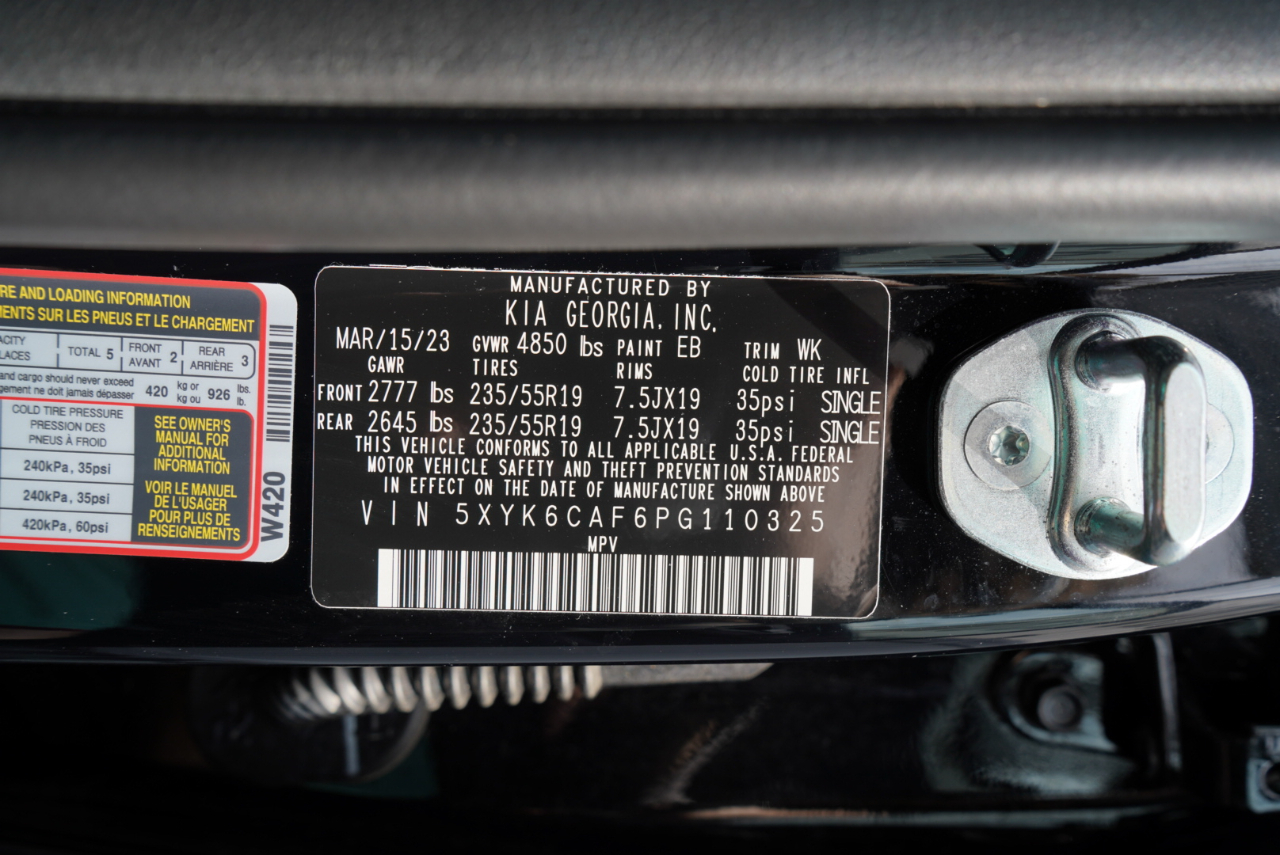 RE AND LOADING INFORMATION
MENTS SUR LES PNEUS ET LE CHARGEMENT
TOTAL 5
FRONT
AVANT 2
REAR
ARRIÈRE 3
and cargo should never exceed
gement ne doit jamais dépasser
420 kg or
kg ou 926 lbs.
lb.
COLD TIRE PRESSURE
PRESSION DES
PNEUS À FROID
240kPa, 35psi
240kPa, 35psi
420kPa, 60psi
SEE OWNER'S
MANUAL FOR
ADDITIONAL
INFORMATION
VOIR LE MANUEL
DE L'USAGER
POUR PLUS DE
RENSEIGNEMENTS
W420
MANUFACTURED BY
KIA GEORGIA, INC.
MAR/15/23 GVWR 4850 lbs PAINT EB TRIM WK
GAWR TIRES RIMS COLD TIRE INFL
FRONT 2777 lbs 235/55R19 7.5JX19 35psi SINGLE
REAR 2645 lbs 235/55R19 7.5JX19 35psi SINGLE
THIS VEHICLE CONFORMS TO ALL APPLICABLE U.S.A. FEDERAL
MOTOR VEHICLE SAFETY AND THEFT PREVENTION STANDARDS
IN EFFECT ON THE DATE OF MANUFACTURE SHOWN ABOVE
VIN 5XYK6CAF6PG110325
MPV